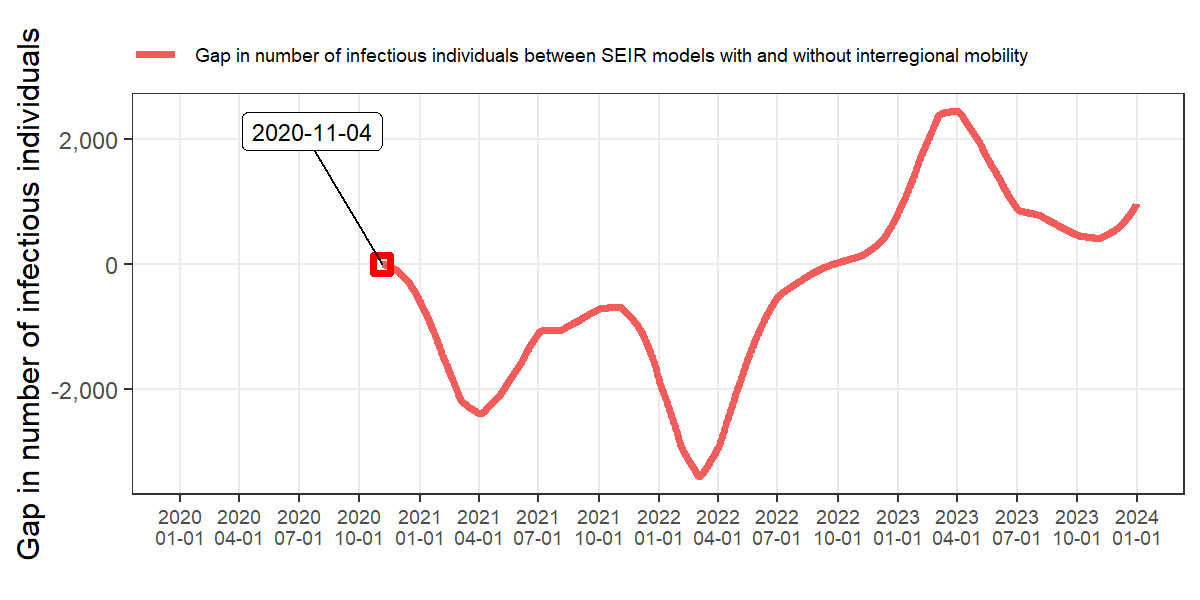 Gap in number of infectious individuals between SEIR models with and without interregional mobility
Gap in number of infectious individuals
2020-11-04
2,000
0
-2,000
2020 2020 2020 2020 2021 2021 2021 2021 2022 2022 2022 2022 2023 2023 2023 2023 2024
01-01 04-01 07-01 10-01 01-01 04-01 07-01 10-01 01-01 04-01 07-01 10-01 01-01 04-01 07-01 10-01 01-01